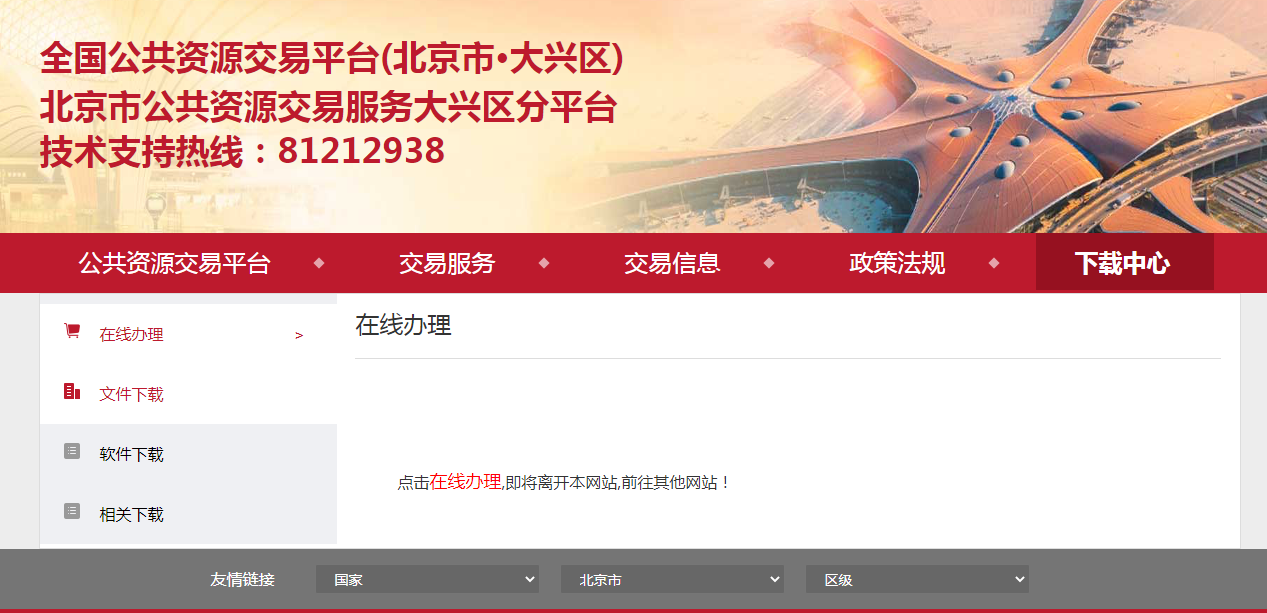 全国公共资源交易平台(北京市•大兴区)
北京市公共资源交易服务大兴区分平台
技术支持热线：81212938
公共资源交易平台 ◆ 交易服务 ◆ 交易信息 ◆ 政策法规 ◆ 下载中心
在线办理 >
文件下载
软件下载
相关下载
在线办理
点击在线办理,即将离开本网站,前往其他网站！
友情链接 国家 北京市 区级